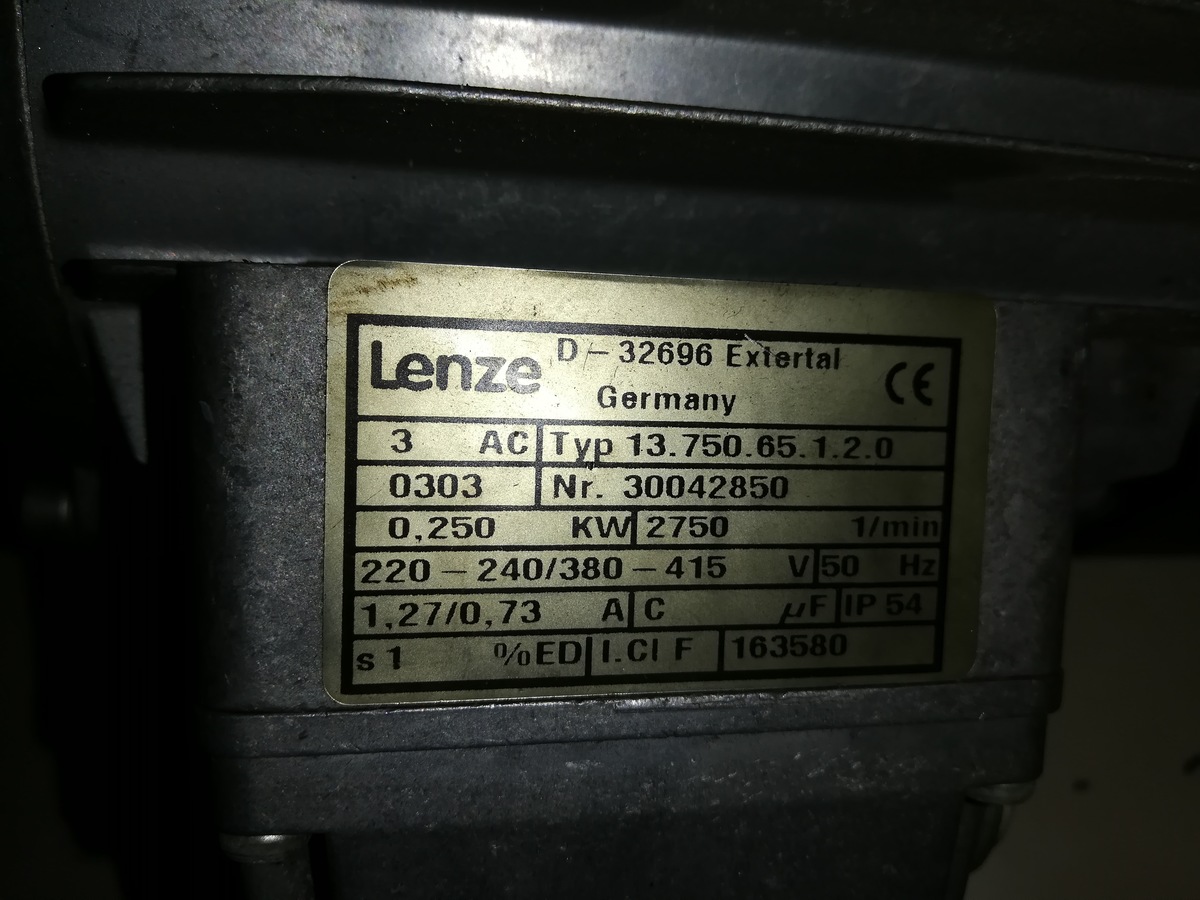 Lenze D-32696 Extertal
Germany CE
3 AC Typ 13.750.65.1.2.0
0303 Nr. 30042850
0,250 KW 2750 1/min
220-240/380-415 V 50 Hz
1,27/0,73 A C µF IP 54
s1 %ED I.Cl F 163580